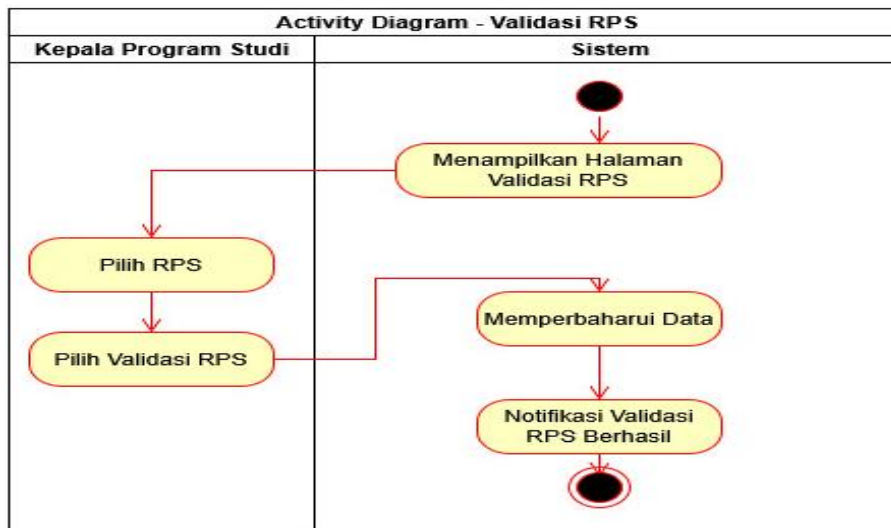 Activity Diagram - Validasi RPS
Kepala Program Studi
Sistem
Menampilkan Halaman
Validasi RPS
Pilih RPS
Pilih Validasi RPS
Memperbaharui Data
Notifikasi Validasi
RPS Berhasil